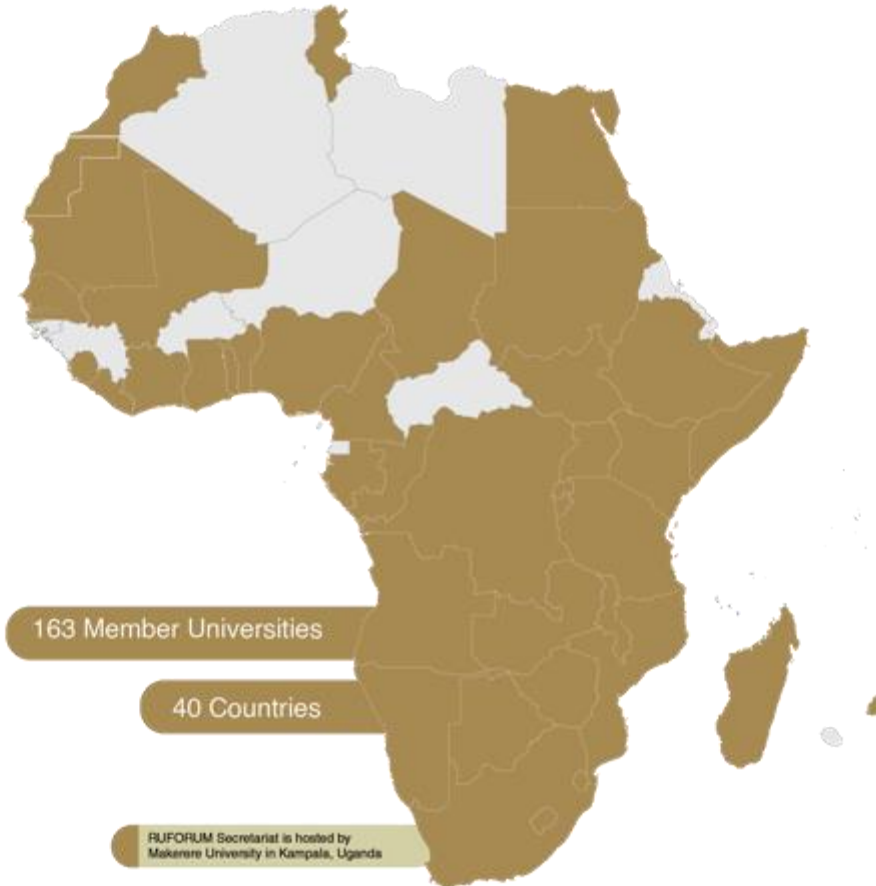 163 Member Universities
40 Countries
RUFORUM Secretariat is hosted by
Makerere University in Kampala, Uganda